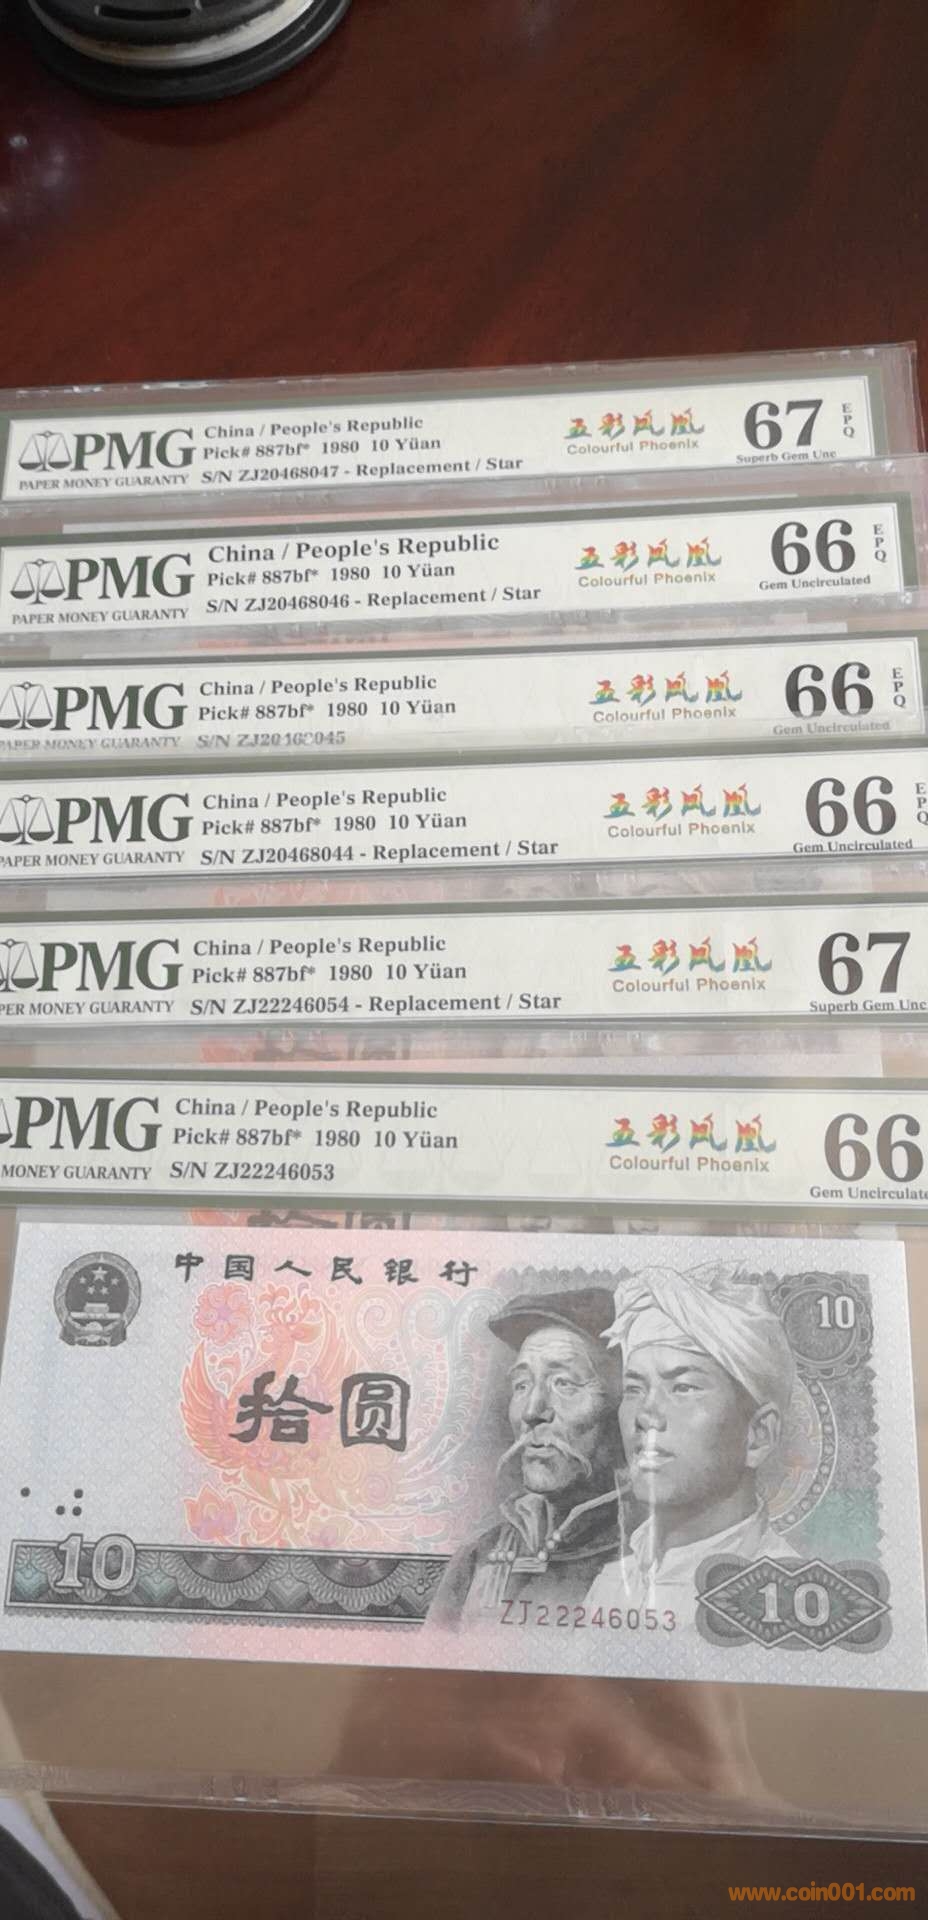 PMG
PAPER MONEY GUARANTY
China / People's Republic
Pick# 887bf* 1980 10 Yüan
S/N ZJ20468047 - Replacement / Star
五彩凤凰
Colourful Phoenix
67
EPQ
Superb Gem Unc
PMG
PAPER MONEY GUARANTY
China / People's Republic
Pick# 887bf* 1980 10 Yüan
S/N ZJ20468046 - Replacement / Star
五彩凤凰
Colourful Phoenix
66
EPQ
Gem Uncirculated
PMG
PAPER MONEY GUARANTY
China / People's Republic
Pick# 887bf* 1980 10 Yüan
S/N ZJ20468045
五彩凤凰
Colourful Phoenix
66
EPQ
Gem Uncirculated
PMG
PAPER MONEY GUARANTY
China / People's Republic
Pick# 887bf* 1980 10 Yüan
S/N ZJ20468044 - Replacement / Star
五彩凤凰
Colourful Phoenix
66
EPQ
Gem Uncirculated
PMG
PER MONEY GUARANTY
China / People's Republic
Pick# 887bf* 1980 10 Yüan
S/N ZJ22246054 - Replacement / Star
五彩凤凰
Colourful Phoenix
67
Superb Gem Unc
PMG
MONEY GUARANTY
China / People's Republic
Pick# 887bf* 1980 10 Yüan
S/N ZJ22246053
五彩凤凰
Colourful Phoenix
66
Gem Uncirculate
中国人民银行
10
拾圆
10
ZJ22246053
10
www.coin001.com